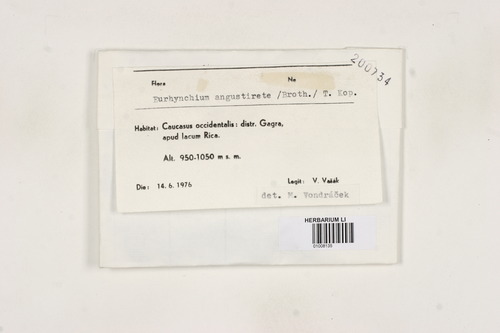 200734
Flora No
Eurhynchium angustirete /Broth./ T. Kop.
Habitat: Caucasus occidentalis: distr. Gagra,
apud lacum Rica.
Alt. 950-1050 m s. m.
Die: 14. 6. 1976 Legit: V. Vašák
det. M. Vondráček
HERBARIUM LI
01008135